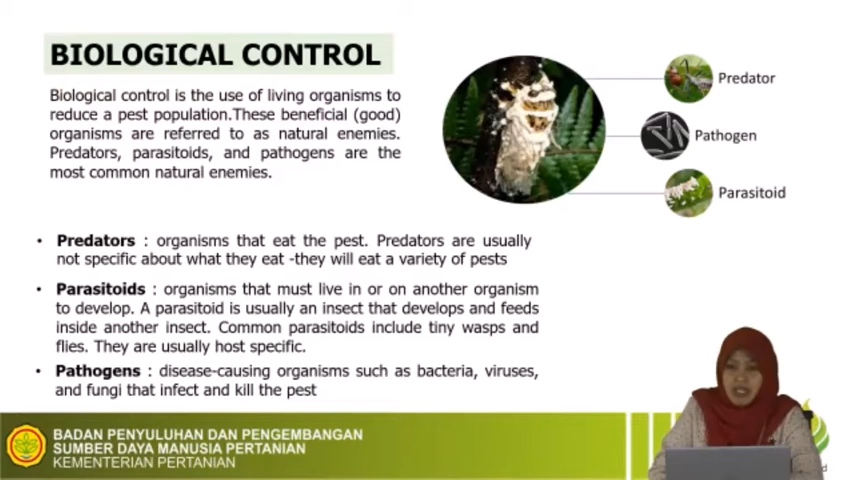 BIOLOGICAL CONTROL
Biological control is the use of living organisms to
reduce a pest population.These beneficial (good)
organisms are referred to as natural enemies.
Predators, parasitoids, and pathogens are the
most common natural enemies.
Predator
Pathogen
Parasitoid
• Predators : organisms that eat the pest. Predators are usually
not specific about what they eat -they will eat a variety of pests
• Parasitoids : organisms that must live in or on another organism
to develop. A parasitoid is usually an insect that develops and feeds
inside another insect. Common parasitoids include tiny wasps and
flies. They are usually host specific.
• Pathogens : disease-causing organisms such as bacteria, viruses,
and fungi that infect and kill the pest
BADAN PENYULUHAN DAN PENGEMBANGAN
SUMBER DAYA MANUSIA PERTANIAN
KEMENTERIAN PERTANIAN